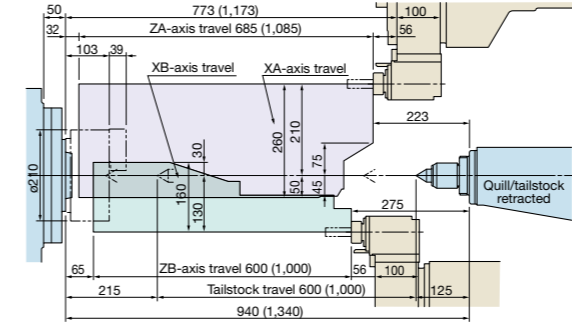 50
773 (1,173)
100
32
ZA-axis travel 685 (1,085)
56
103
39
XB-axis travel
XA-axis travel
223
30
260
210
75
ø210
160
130
50
45
Quill/tailstock
retracted
275
65
ZB-axis travel 600 (1,000)
56
100
215
Tailstock travel 600 (1,000)
125
940 (1,340)